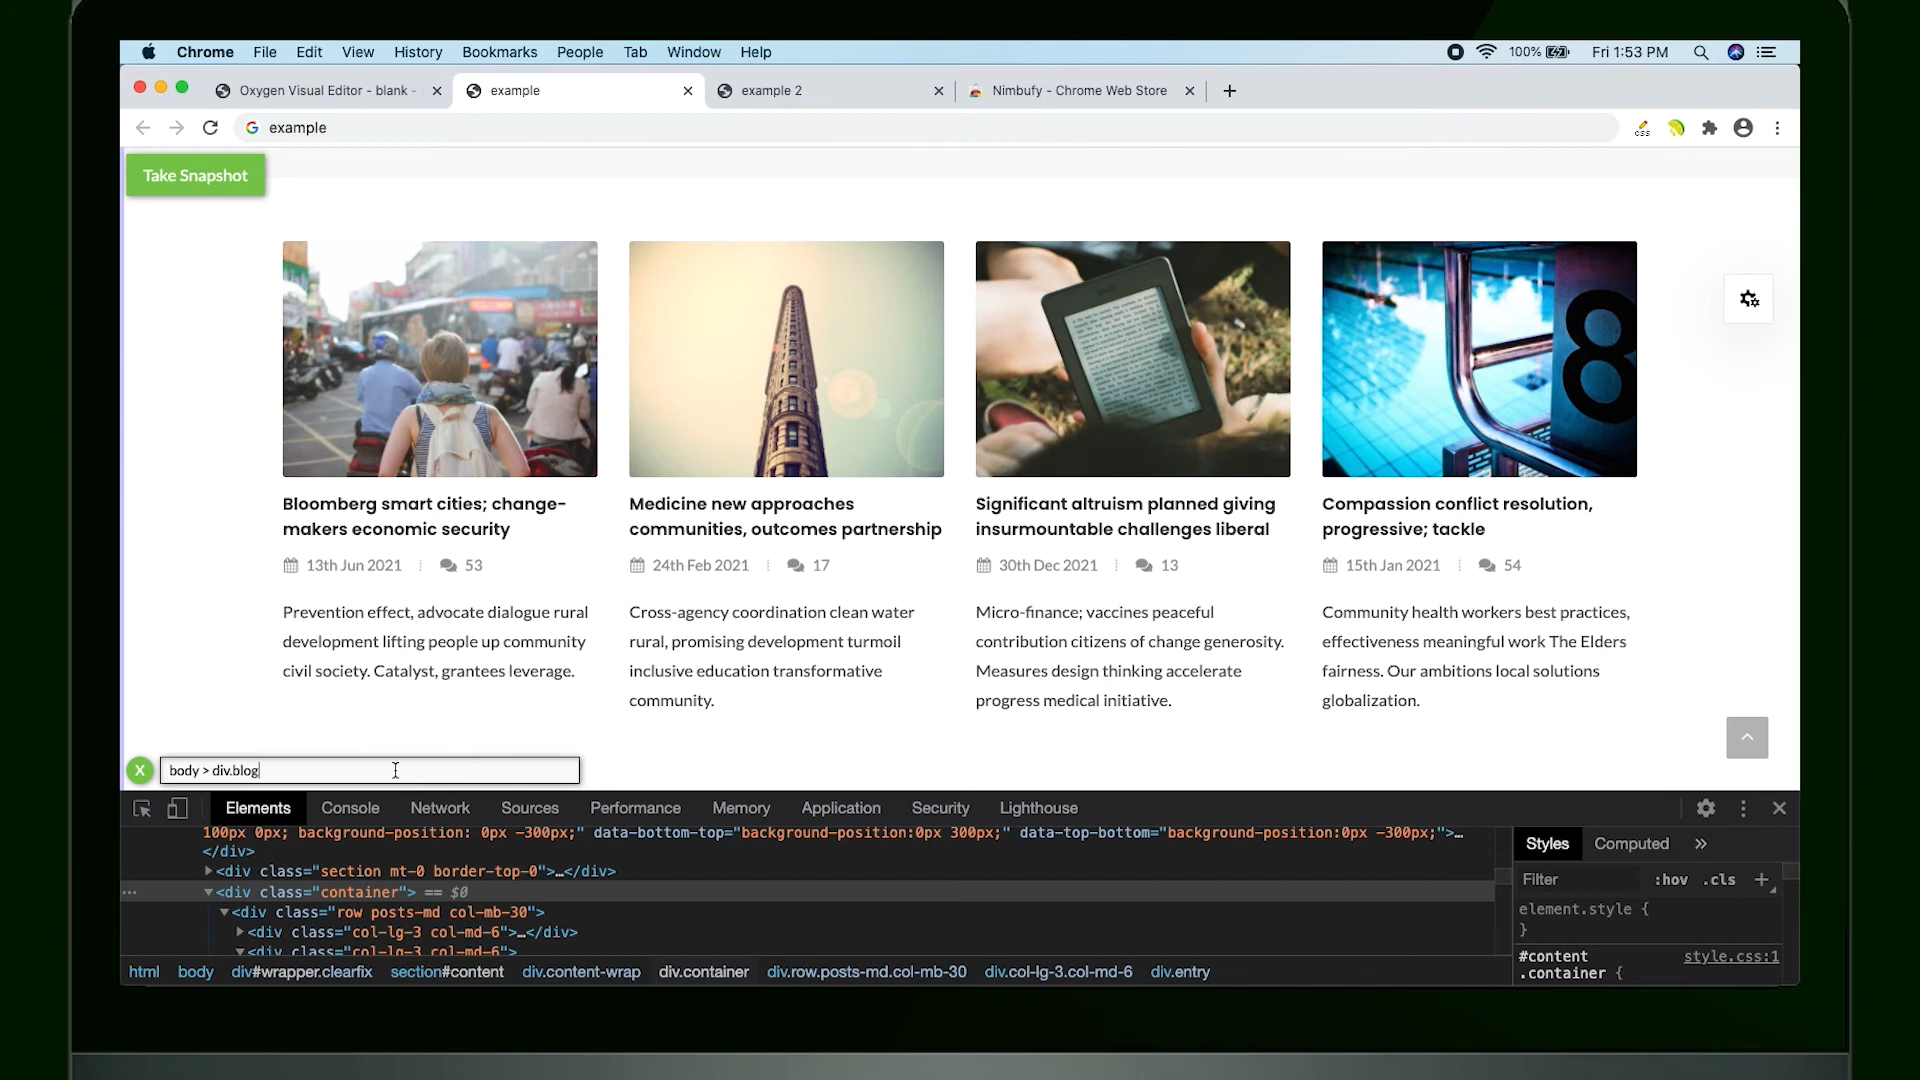 Chrome File Edit View History Bookmarks People Tab Window Help 100% Fri 1:53 PM
Oxygen Visual Editor - blank - example example 2 Nimbufy - Chrome Web Store
example
css
Take Snapshot
8
Bloomberg smart cities; change-
makers economic security
13th Jun 2021 53
Prevention effect, advocate dialogue rural
development lifting people up community
civil society. Catalyst, grantees leverage.
Medicine new approaches
communities, outcomes partnership
24th Feb 2021 17
Cross-agency coordination clean water
rural, promising development turmoil
inclusive education transformative
community.
Significant altruism planned giving
insurmountable challenges liberal
30th Dec 2021 13
Micro-finance; vaccines peaceful
contribution citizens of change generosity.
Measures design thinking accelerate
progress medical initiative.
Compassion conflict resolution,
progressive; tackle
15th Jan 2021 54
Community health workers best practices,
effectiveness meaningful work The Elders
fairness. Our ambitions local solutions
globalization.
X body > div.blog
Elements Console Network Sources Performance Memory Application Security Lighthouse
100px 0px; background-position: 0px -300px;" data-bottom-top="background-position:0px 300px;" data-top-bottom="background-position:0px -300px;">…
</div>
<div class="section mt-0 border-top-0">…</div>
<div class="container"> == $0
<div class="row posts-md col-mb-30">
<div class="col-lg-3 col-md-6">…</div>
<div class="col-lg-3 col-md-6">
html body div#wrapper.clearfix section#content div.content-wrap div.container div.row.posts-md.col-mb-30 div.col-lg-3.col-md-6 div.entry
Styles Computed »
Filter :hov .cls +
element.style {
}
#content style.css:1
.container {